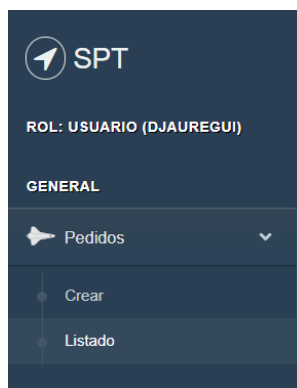 SPT
ROL: USUARIO (DJAUREGUI)
GENERAL
Pedidos
Crear
Listado